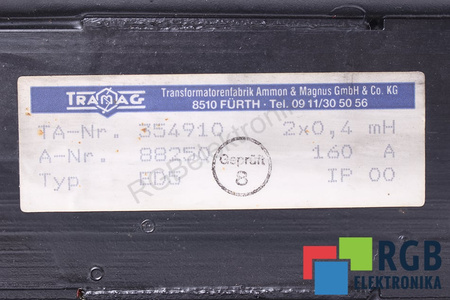 TRAMAG
Transformatorenfabrik Ammon & Magnus GmbH & Co. KG
8510 FÜRTH - Tel. 09 11/30 50 56
TA-Nr. 354910 2x0,4 mH
A-Nr. 160 A
Typ IP 00
Geprüft
8
RGB
ELEKTRONIKA